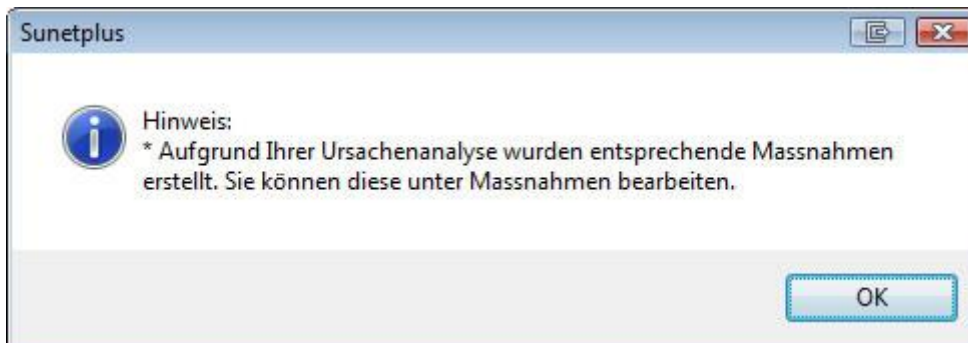 Sunetplus
Hinweis:
* Aufgrund Ihrer Ursachenanalyse wurden entsprechende Massnahmen
erstellt. Sie können diese unter Massnahmen bearbeiten.
OK